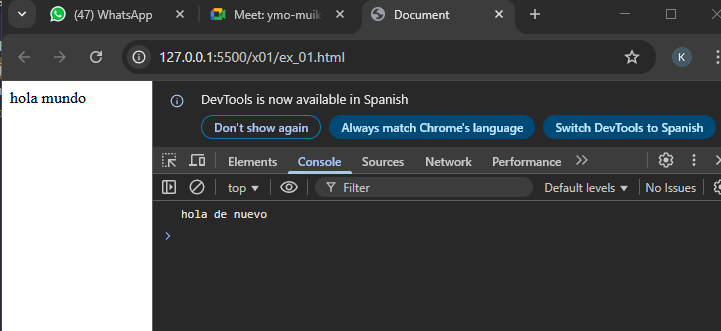 (47) WhatsApp
Meet: ymo-muik
Document
127.0.0.1:5500/x01/ex_01.html
K
hola mundo
DevTools is now available in Spanish
Don't show again
Always match Chrome's language
Switch DevTools to Spanish
Elements
Console
Sources
Network
Performance
top
Filter
Default levels
No Issues
hola de nuevo